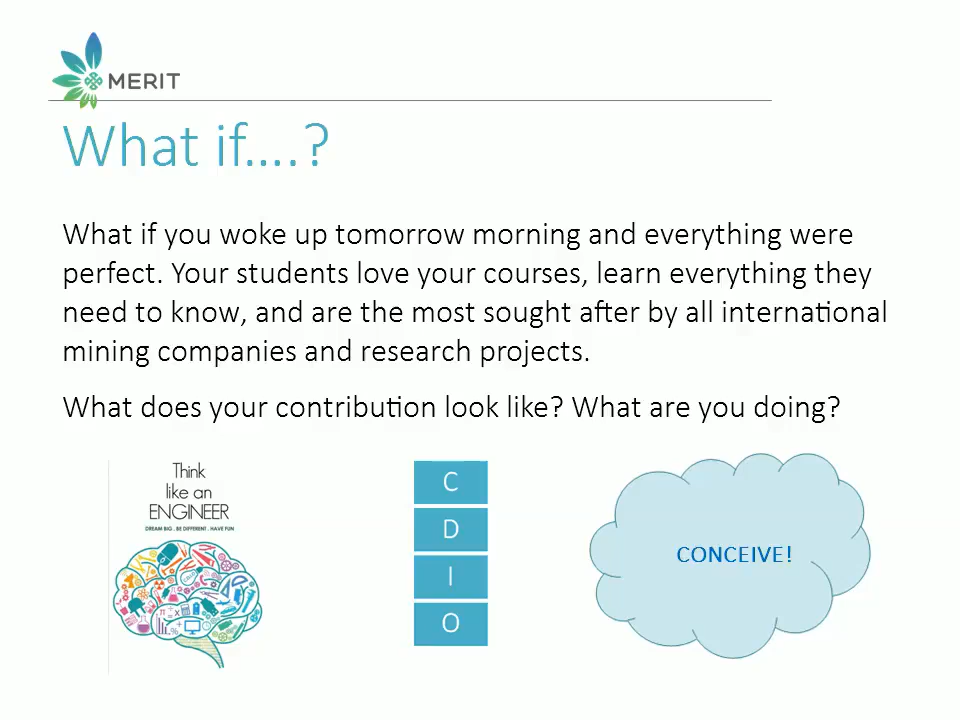 MERIT
What if….?
What if you woke up tomorrow morning and everything were
perfect. Your students love your courses, learn everything they
need to know, and are the most sought after by all international
mining companies and research projects.
What does your contribution look like? What are you doing?
Think
like an
ENGINEER
DREAM BIG . BE DIFFERENT . HAVE FUN
C
D
I
O
CONCEIVE!